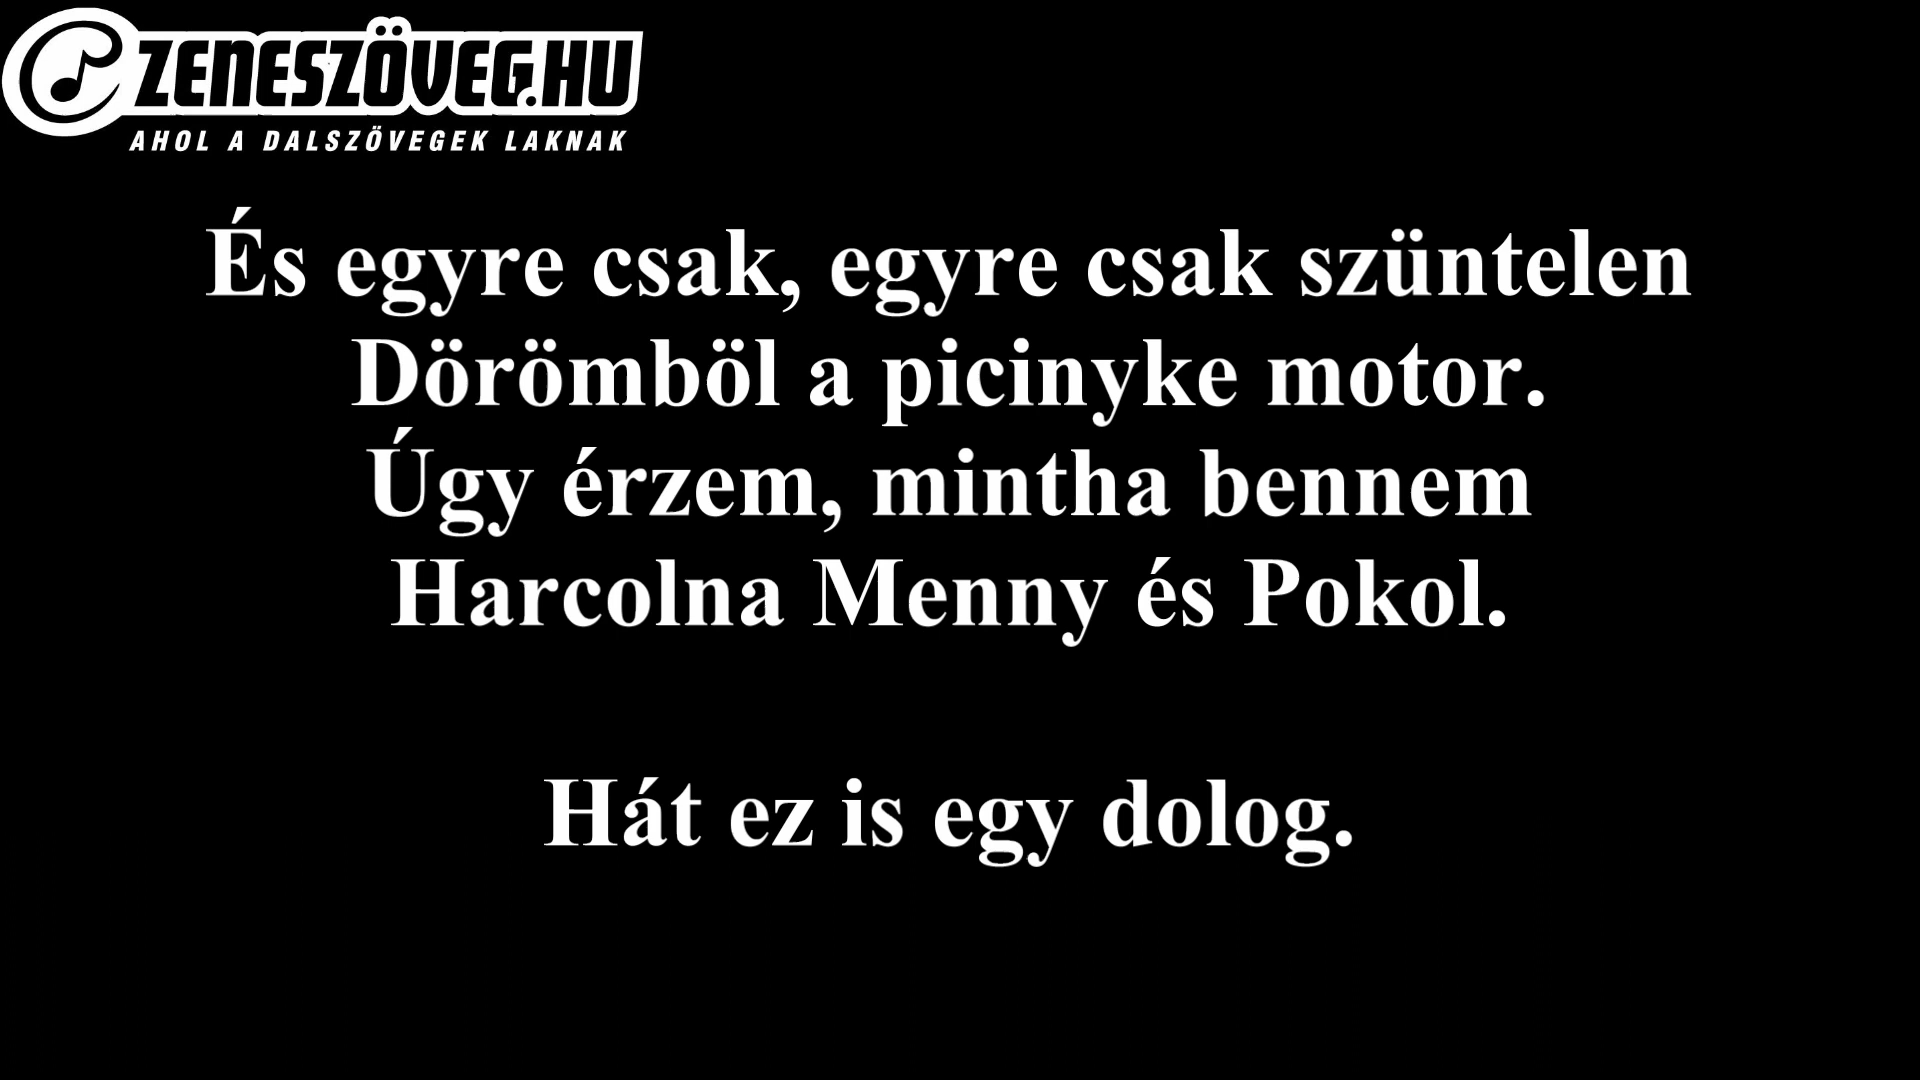 ZENESZÖVEG.HU
AHOL A DALSZÖVEGEK LAKNAK
És egyre csak, egyre csak szüntelen
Dörömböl a picinyke motor.
Úgy érzem, mintha bennem
Harcolna Menny és Pokol.
Hát ez is egy dolog.